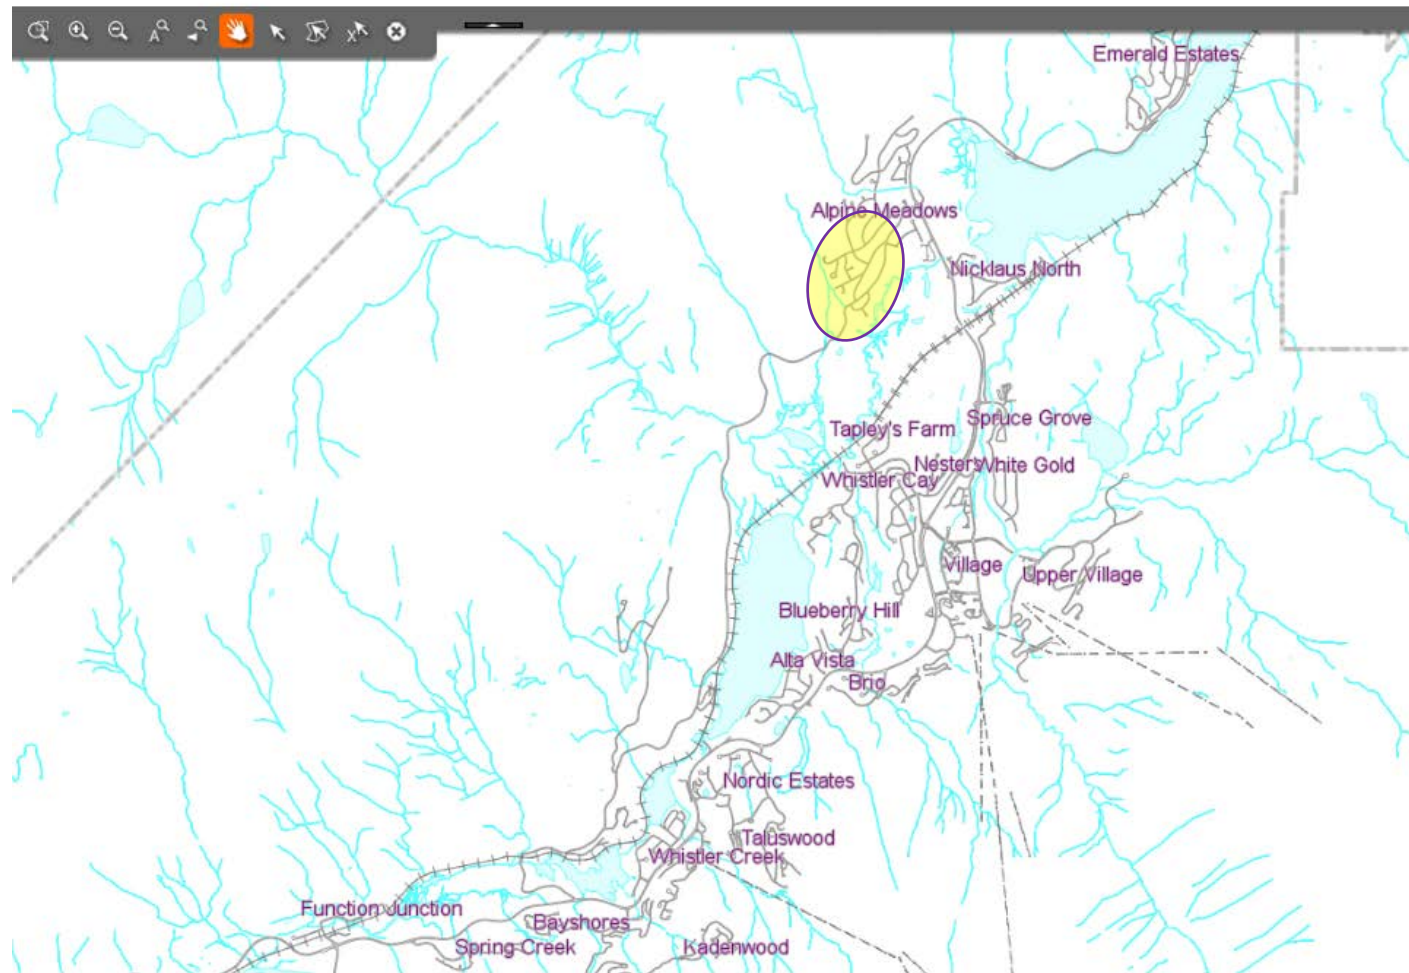 Emerald Estates
Alpine Meadows
Nicklaus North
Spruce Grove
Tapley's Farm
Nesters
White Gold
Whistler Cay
Village
Upper Village
Blueberry Hill
Alta Vista
Brio
Nordic Estates
Taluswood
Whistler Creek
Function Junction
Bayshores
Spring Creek
Kadenwood